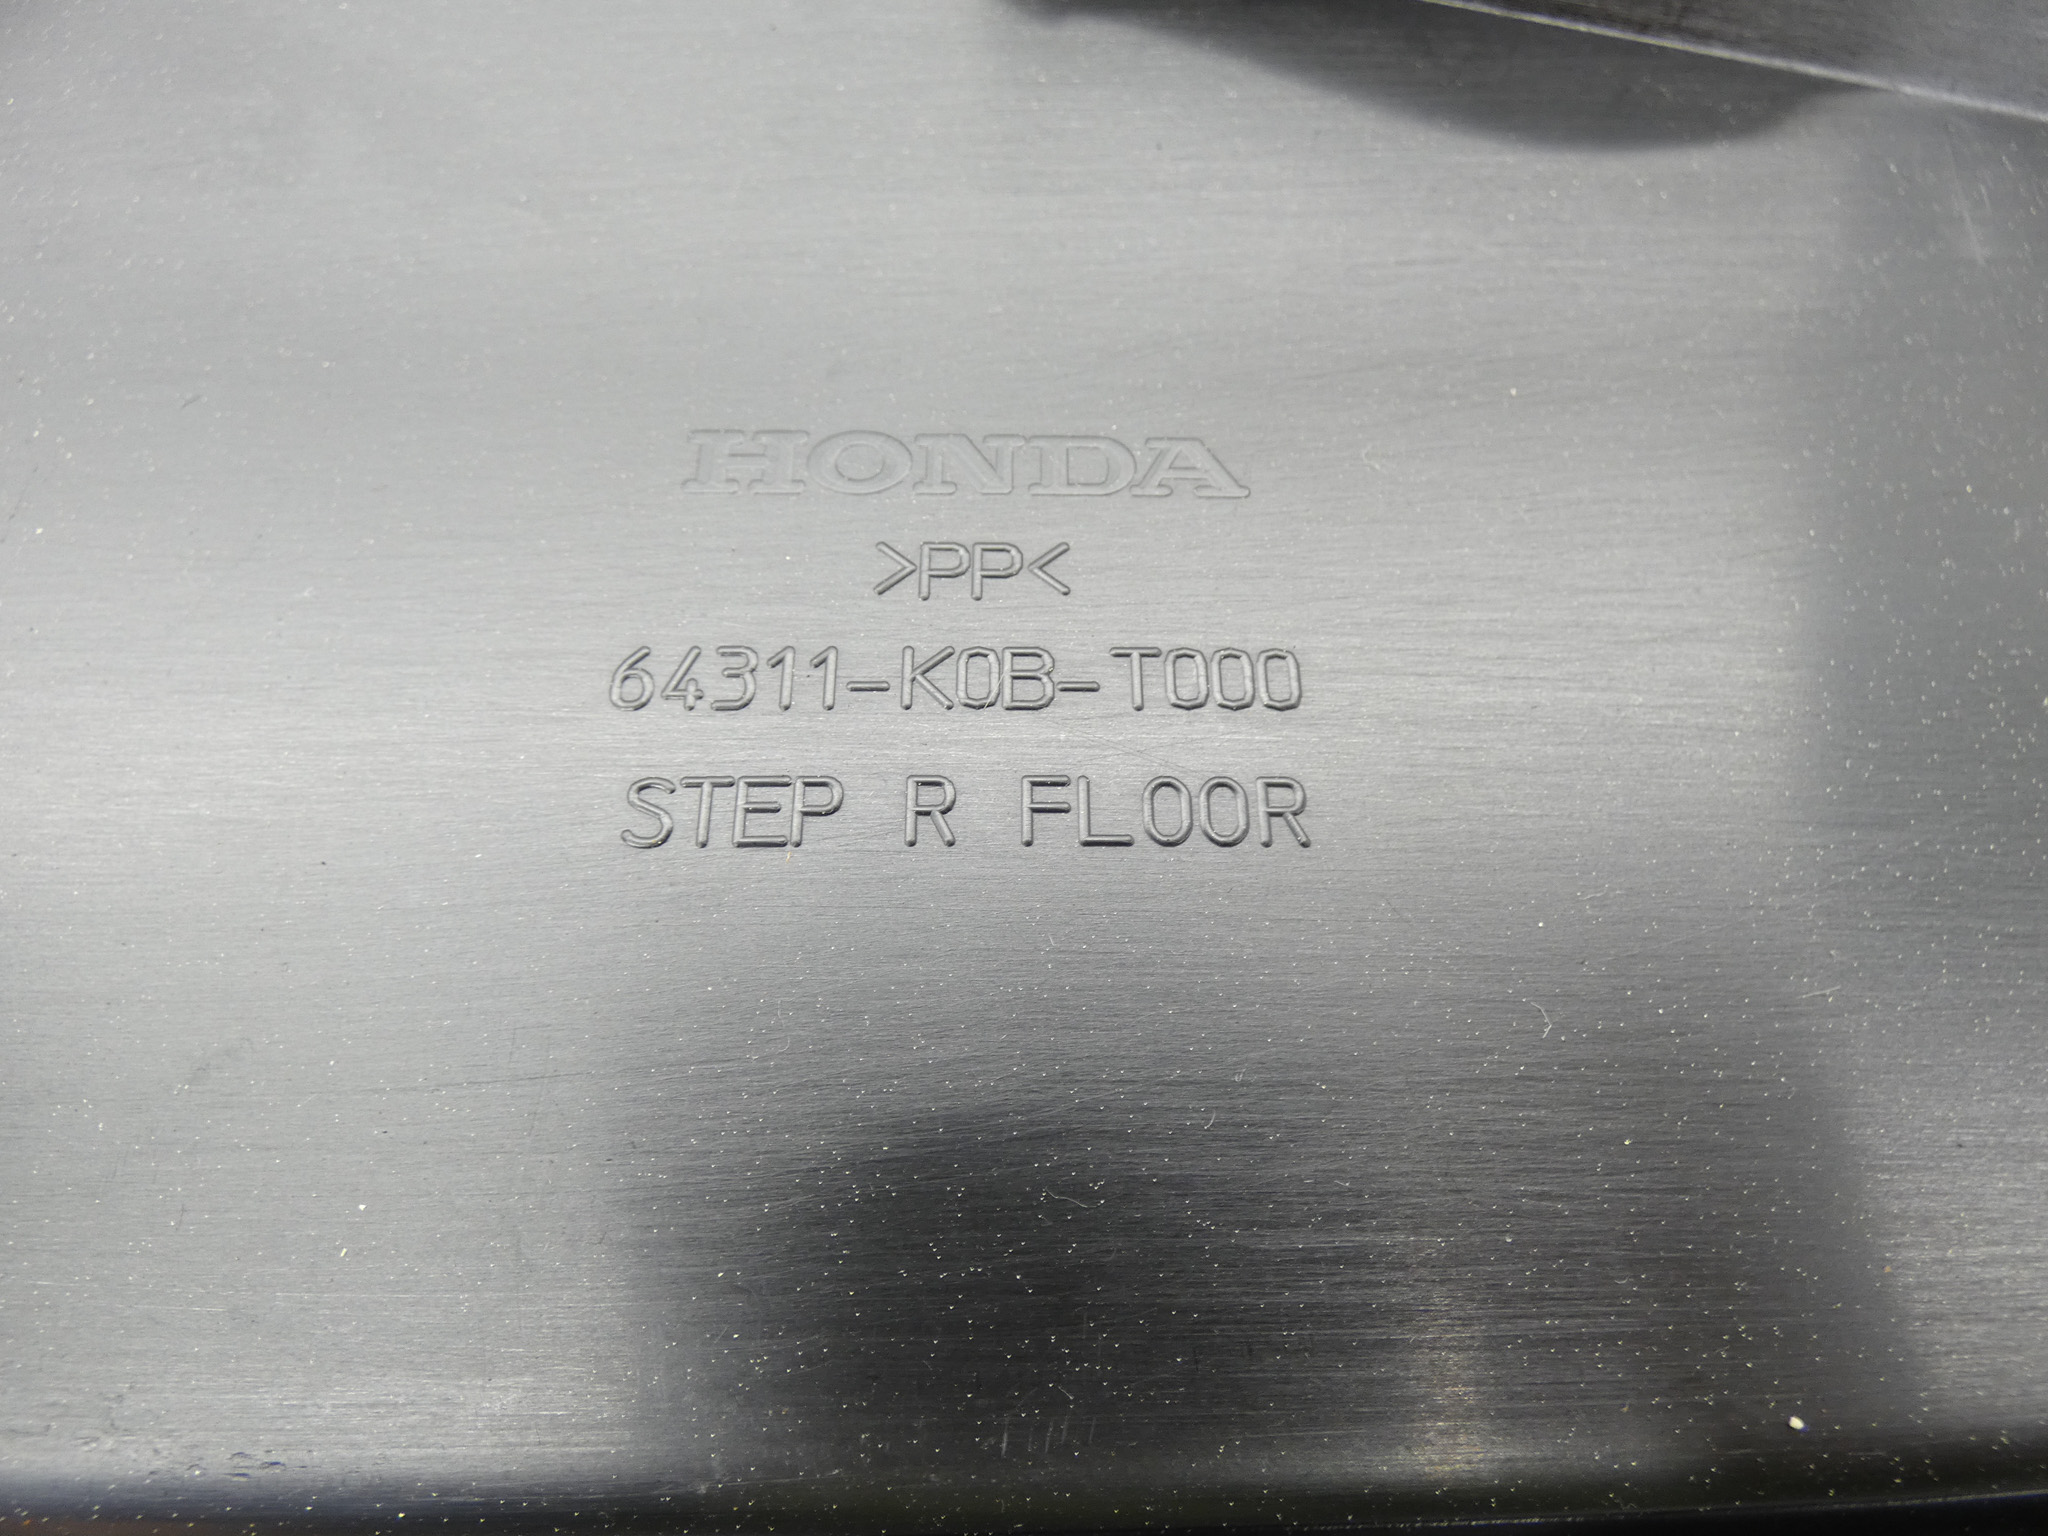 HONDA
>PP<
64311-K0B-T000
STEP R FLOOR